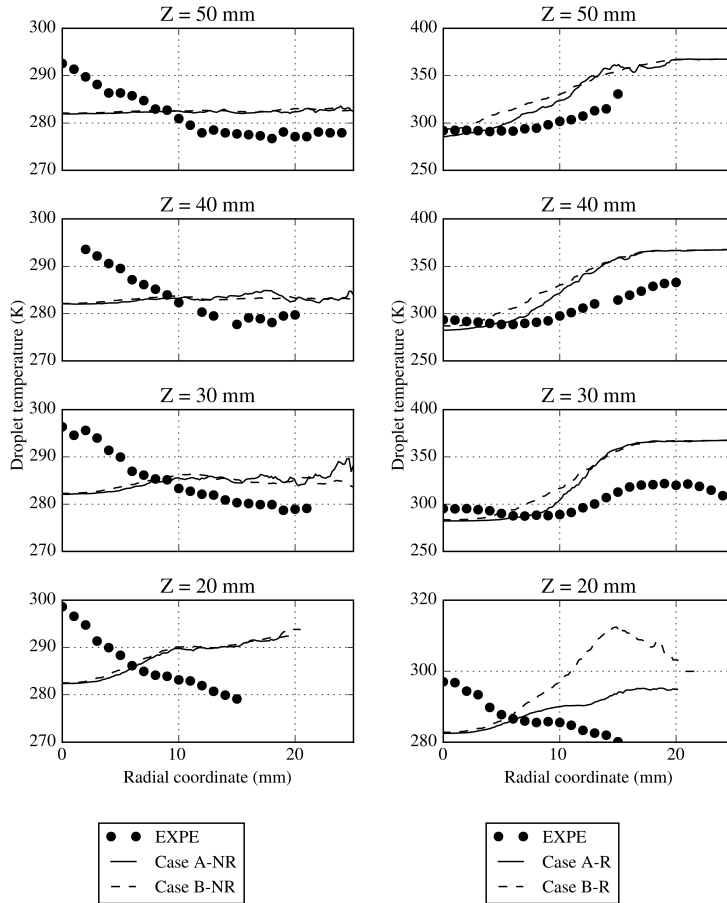 Z = 50 mm
300
290
280
270
Z = 40 mm
300
290
280
270
Z = 30 mm
300
290
280
270
Z = 20 mm
300
290
280
270
0
10
20
Droplet temperature (K)
Radial coordinate (mm)
EXPE
Case A-NR
Case B-NR
Z = 50 mm
400
350
300
250
Z = 40 mm
400
350
300
250
Z = 30 mm
400
350
300
250
Z = 20 mm
320
300
280
0
10
20
Droplet temperature (K)
Radial coordinate (mm)
EXPE
Case A-R
Case B-R